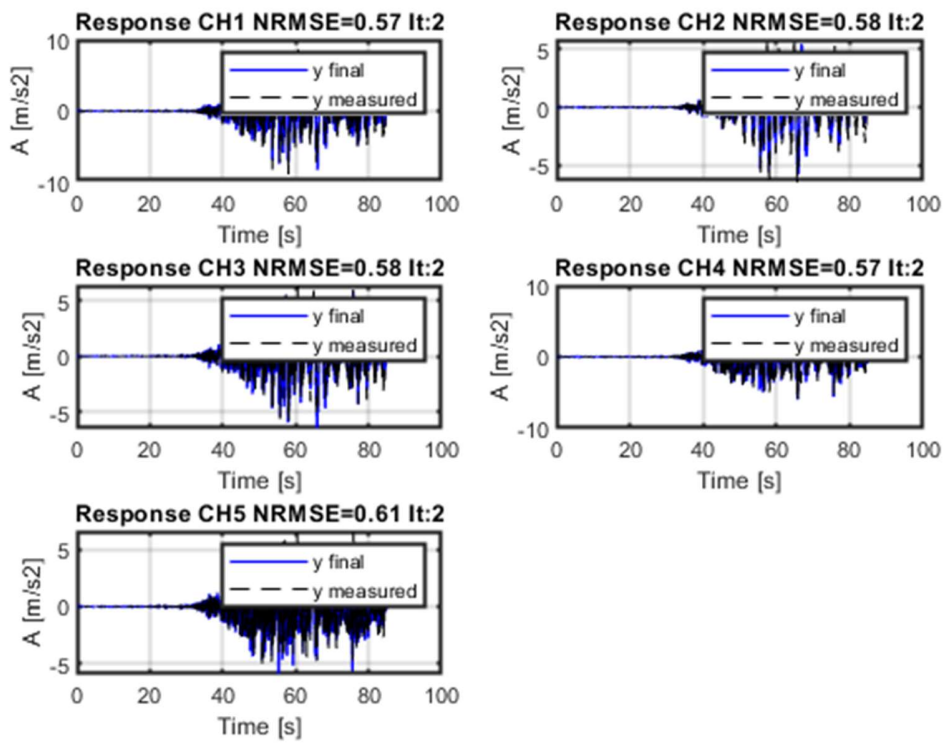 Response CH1 NRMSE=0.57 It:2
10
0
-10
A [m/s2]
y final
y measured
0 20 40 60 80 100
Time [s]
Response CH2 NRMSE=0.58 It:2
5
0
-5
A [m/s2]
y final
y measured
0 20 40 60 80 100
Time [s]
Response CH3 NRMSE=0.58 It:2
5
0
-5
A [m/s2]
y final
y measured
0 20 40 60 80 100
Time [s]
Response CH4 NRMSE=0.57 It:2
10
0
-10
A [m/s2]
y final
y measured
0 20 40 60 80 100
Time [s]
Response CH5 NRMSE=0.61 It:2
5
0
-5
A [m/s2]
y final
y measured
0 20 40 60 80 100
Time [s]